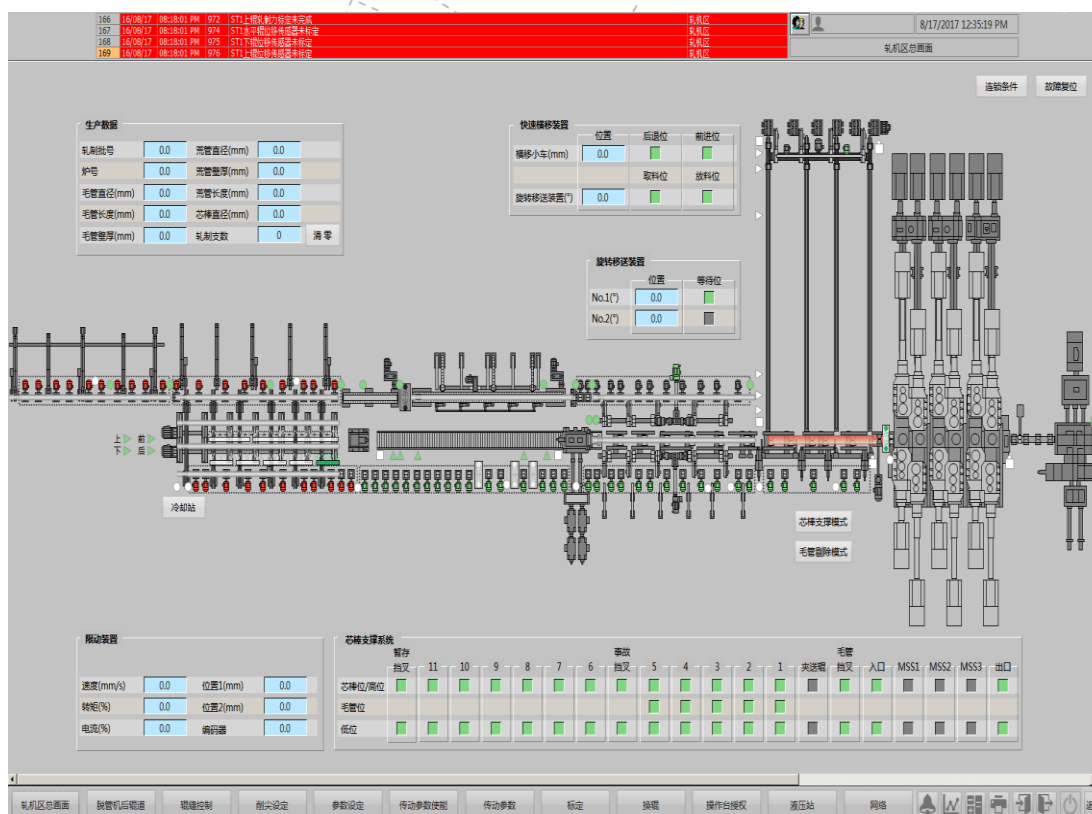 166 16/08/17 08:18:01 PM 972 ST1上辊轧制力标定未完成 轧机区
167 16/08/17 08:18:01 PM 974 ST1水平辊位移传感器未标定 轧机区
168 16/08/17 08:18:01 PM 975 ST1下辊位移传感器未标定 轧机区
169 16/08/17 08:18:01 PM 976 ST1上辊位移传感器未标定 轧机区
8/17/2017 12:35:19 PM
轧机区总画面
连锁条件 故障复位
生产数据
轧制批号 0.0 荒管直径(mm) 0.0
炉号 0.0 荒管壁厚(mm) 0.0
毛管直径(mm) 0.0 荒管长度(mm) 0.0
毛管长度(mm) 0.0 芯棒直径(mm) 0.0
毛管壁厚(mm) 0.0 轧制支数 0 清零
快速横移装置
位置 后退位 前进位
横移小车(mm) 0.0
取料位 放料位
旋转移送装置(°) 0.0
旋转移送装置
位置 等待位
No.1(°) 0.0
No.2(°) 0.0
上 前
下 后
冷却站
芯棒支撑模式
毛管剔除模式
限动装置
速度(mm/s) 0.0 位置1(mm) 0.0
转矩(%) 0.0 位置2(mm) 0.0
电流(%) 0.0 编码器 0.0
芯棒支撑系统
暂存 事故 毛管
挡叉 11 10 9 8 7 6 挡叉 5 4 3 2 1 夹送辊 挡叉 入口 MSS1 MSS2 MSS3 出口
芯棒位/高位
毛管位
低位
轧机区总画面 脱管机后辊道 辊缝控制 削尖设定 参数设定 传动参数使能 传动参数 标定 换辊 操作台授权 液压站 网络